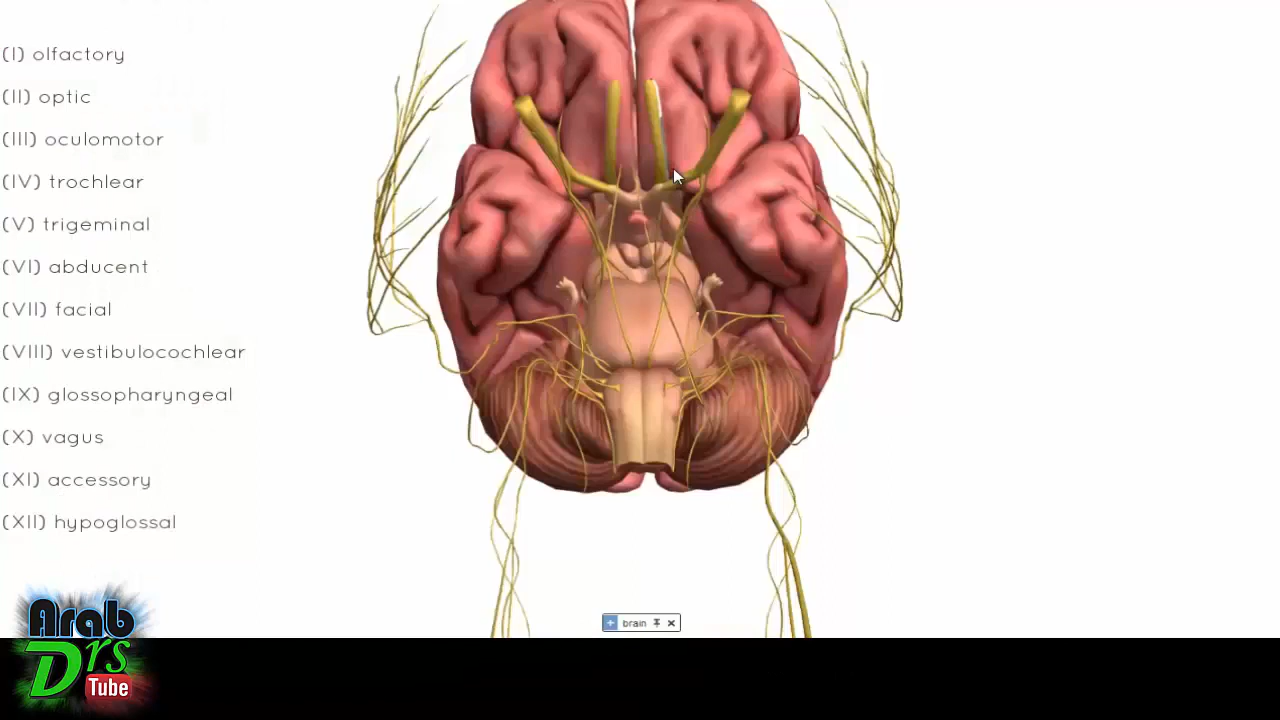 (I) olfactory
(II) optic
(III) oculomotor
(IV) trochlear
(V) trigeminal
(VI) abducent
(VII) facial
(VIII) vestibulocochlear
(IX) glossopharyngeal
(X) vagus
(XI) accessory
(XII) hypoglossal
brain
Arab
Drs
Tube